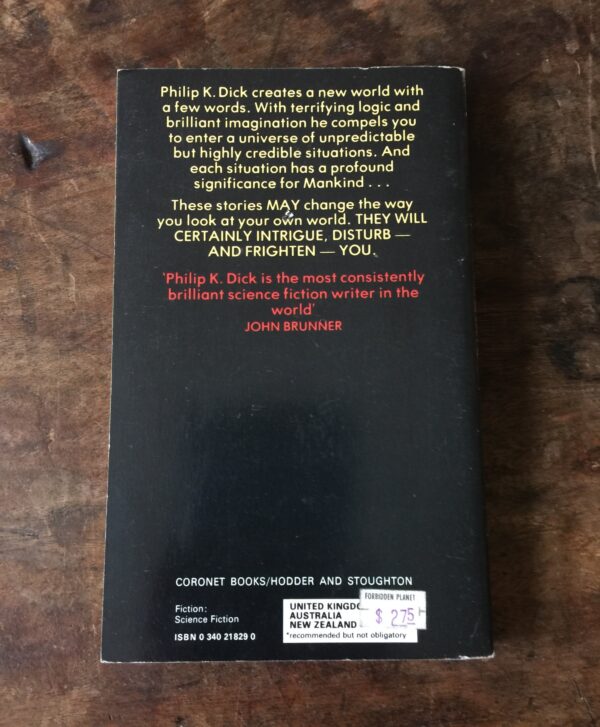 Philip K. Dick creates a new world with
a few words. With terrifying logic and
brilliant imagination he compels you
to enter a universe of unpredictable
but highly credible situations. And
each situation has a profound
significance for Mankind . . .
These stories MAY change the way
you look at your own world. THEY WILL
CERTAINLY INTRIGUE, DISTURB —
AND FRIGHTEN — YOU.
'Philip K. Dick is the most consistently
brilliant science fiction writer in the
world'
JOHN BRUNNER
CORONET BOOKS/HODDER AND STOUGHTON
Fiction:
Science Fiction
ISBN 0 340 21829 0
UNITED
AUSTRALIA
NEW ZEALAND
*recommended but not obligatory
FORBIDDEN PLANET
$ 2.75